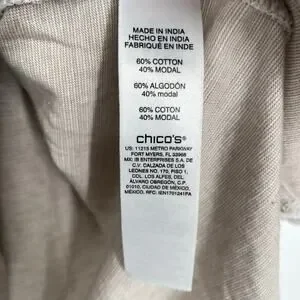 MADE IN INDIA
HECHO EN INDIA
FABRIQUÉ EN INDE
60% COTTON
40% MODAL
60% ALGODÓN
40% modal
60% COTON
40% MODAL
chico's®
US: 11215 METRO PARKWAY
FORT MYERS, FL 33966
MX: IB ENTERPRISES S.A. DE
C.V. CALZADA DE LOS
LEONES NO. 170, PISO 1,
COL. LOS ALPES, DEL.
ÁLVARO OBREGÓN, C.P.
01010, CIUDAD DE MÉXICO,
MÉXICO, RFC: IEN1701241FA